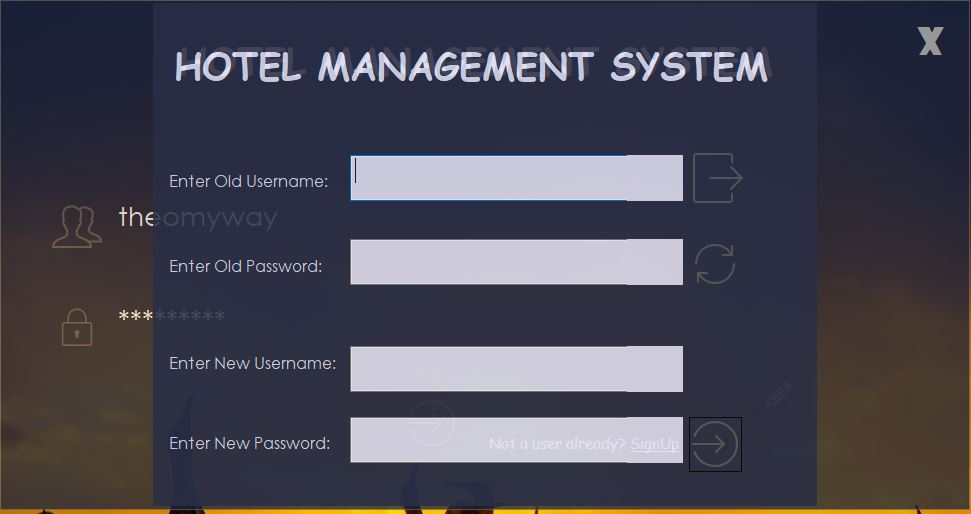 HOTEL MANAGEMENT SYSTEM
X
Enter Old Username:
theomyway
Enter Old Password:
*********
Enter New Username:
Enter New Password:
Not a user already? SignUp